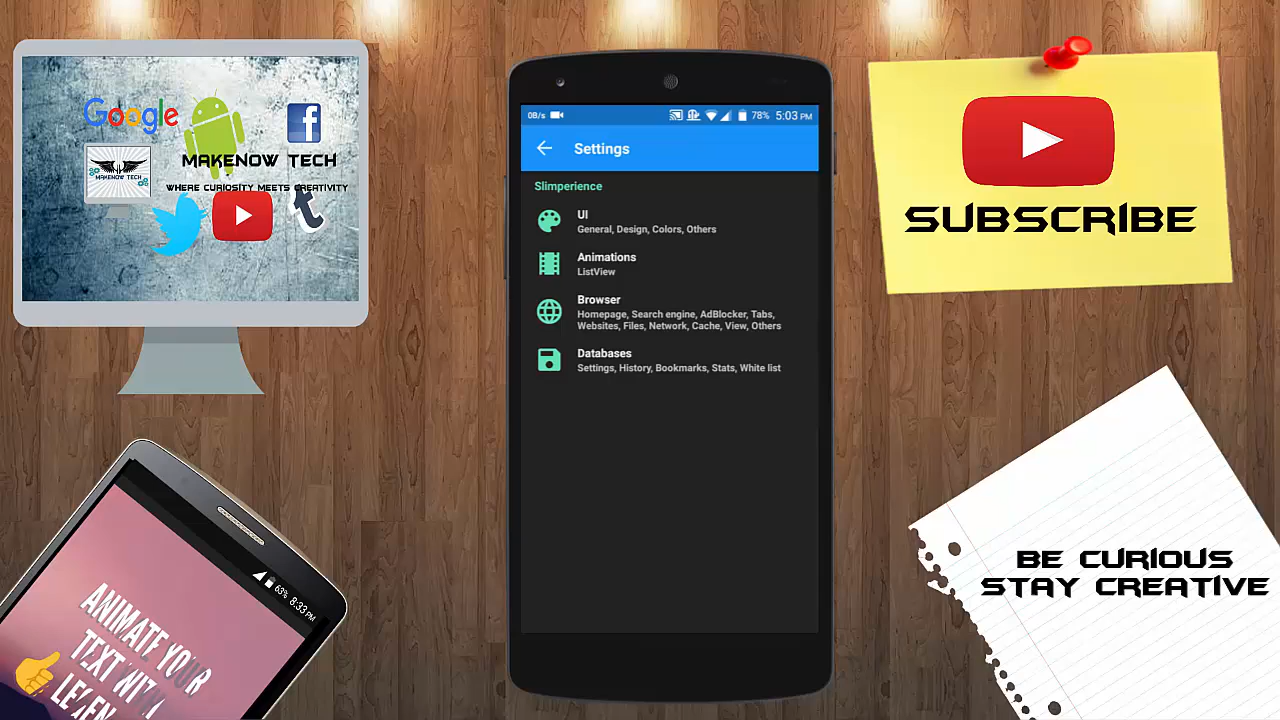 Google
MAKENOW TECH
MAKENOW TECH
WHERE CURIOSITY MEETS CREATIVITY
0B/s
78%
5:03 PM
Settings
Slimperience
UI
General, Design, Colors, Others
Animations
ListView
Browser
Homepage, Search engine, AdBlocker, Tabs,
Websites, Files, Network, Cache, View, Others
Databases
Settings, History, Bookmarks, Stats, White list
SUBSCRIBE
63% 8:33 PM
ANIMATE YOUR
TEXT WITH
LEARN
BE CURIOUS
STAY CREATIVE